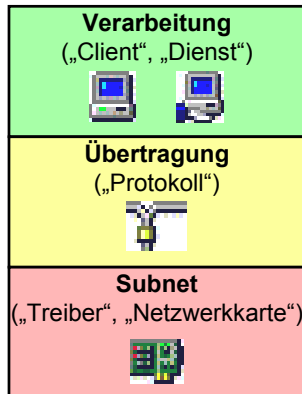 Verarbeitung
(„Client“, „Dienst“)
Übertragung
(„Protokoll“)
Subnet
(„Treiber“, „Netzwerkkarte“)